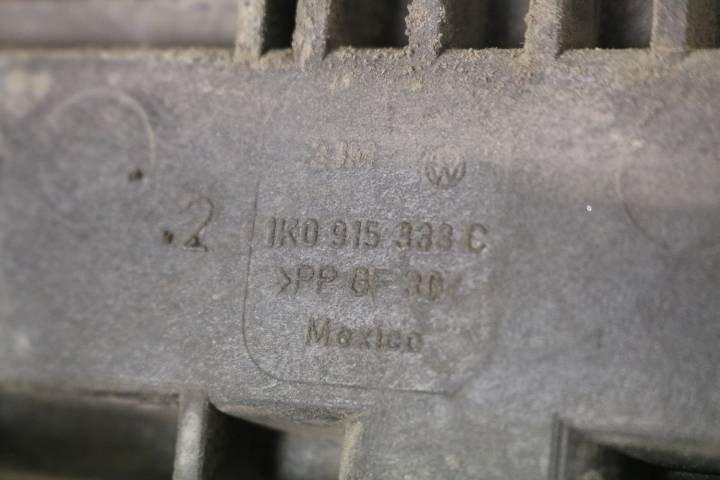 .2
1K0 915 333 C
>PP GF 30<
Mexico